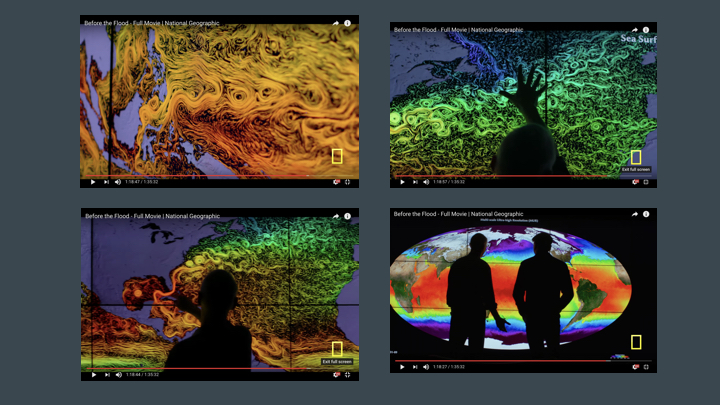 Before the Flood - Full Movie | National Geographic
1:18:47 / 1:35:32
Before the Flood - Full Movie | National Geographic
Sea Surf
Exit full screen
1:18:57 / 1:35:32
Before the Flood - Full Movie | National Geographic
Exit full screen
1:18:44 / 1:35:32
Before the Flood - Full Movie | National Geographic
1:18:27 / 1:35:32